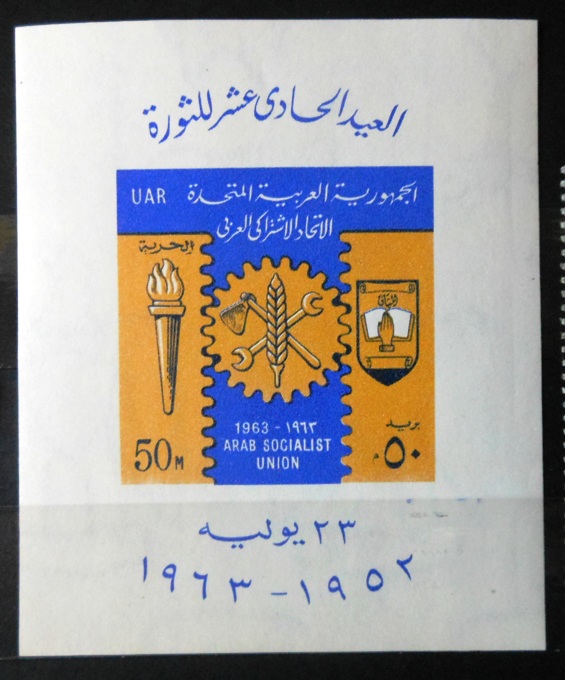 العيد الحادى عشر للثورة
UAR الجمهورية العربية المتحدة
الاتحاد الاشتراكى العربى
الحرية
الميثاق
1963 - ١٩٦٣
ARAB SOCIALIST
UNION
50M
بريد
٥٠ م
٢٣ يوليه
١٩٥٢ - ١٩٦٣